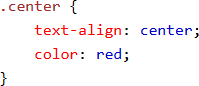 .center {
    text-align: center;
    color: red;
}